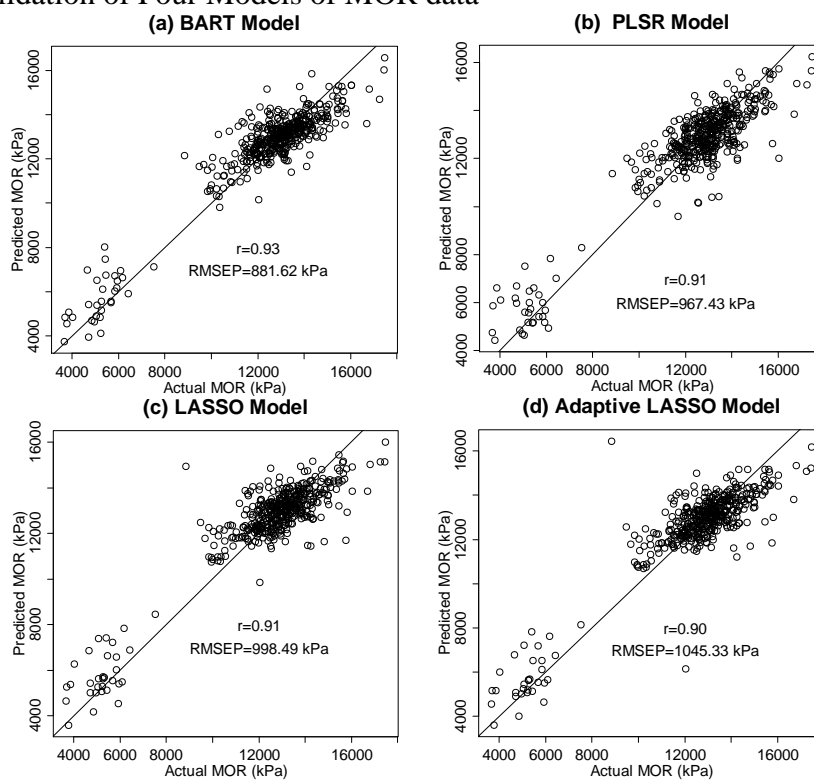 idation of Four Models of MOR data
(a) BART Model
Predicted MOR (kPa)
4000 6000 8000 12000 16000
r=0.93
RMSEP=881.62 kPa
4000 6000 8000 12000 16000
Actual MOR (kPa)
(b) PLSR Model
Predicted MOR (kPa)
4000 6000 8000 12000 16000
r=0.91
RMSEP=967.43 kPa
4000 6000 8000 12000 16000
Actual MOR (kPa)
(c) LASSO Model
Predicted MOR (kPa)
4000 8000 12000 16000
r=0.91
RMSEP=998.49 kPa
4000 6000 8000 12000 16000
Actual MOR (kPa)
(d) Adaptive LASSO Model
Predicted MOR (kPa)
4000 8000 12000 16000
r=0.90
RMSEP=1045.33 kPa
4000 6000 8000 12000 16000
Actual MOR (kPa)